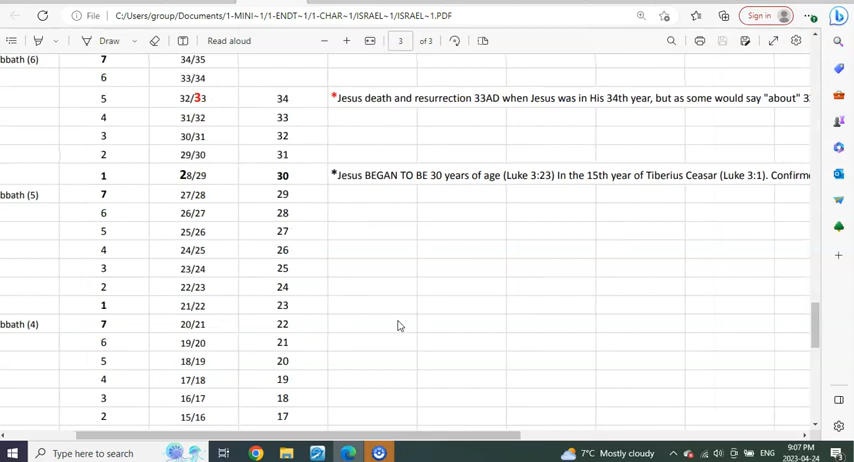 File C:/Users/group/Documents/1-MINI~1/1-ENDT~1/1-CHAR~1/ISRAEL~1/ISRAEL~1.PDF Sign in
Draw Read aloud 3 of 3
bbath (6) 7 34/35
6 33/34
5 32/33 34 *Jesus death and resurrection 33AD when Jesus was in His 34th year, but as some would say "about" 3
4 31/32 33
3 30/31 32
2 29/30 31
1 28/29 30 *Jesus BEGAN TO BE 30 years of age (Luke 3:23) In the 15th year of Tiberius Ceasar (Luke 3:1). Confirme
bbath (5) 7 27/28 29
6 26/27 28
5 25/26 27
4 24/25 26
3 23/24 25
2 22/23 24
1 21/22 23
bbath (4) 7 20/21 22
6 19/20 21
5 18/19 20
4 17/18 19
3 16/17 18
2 15/16 17
Type here to search 7°C Mostly cloudy ENG 9:07 PM
2023-04-24